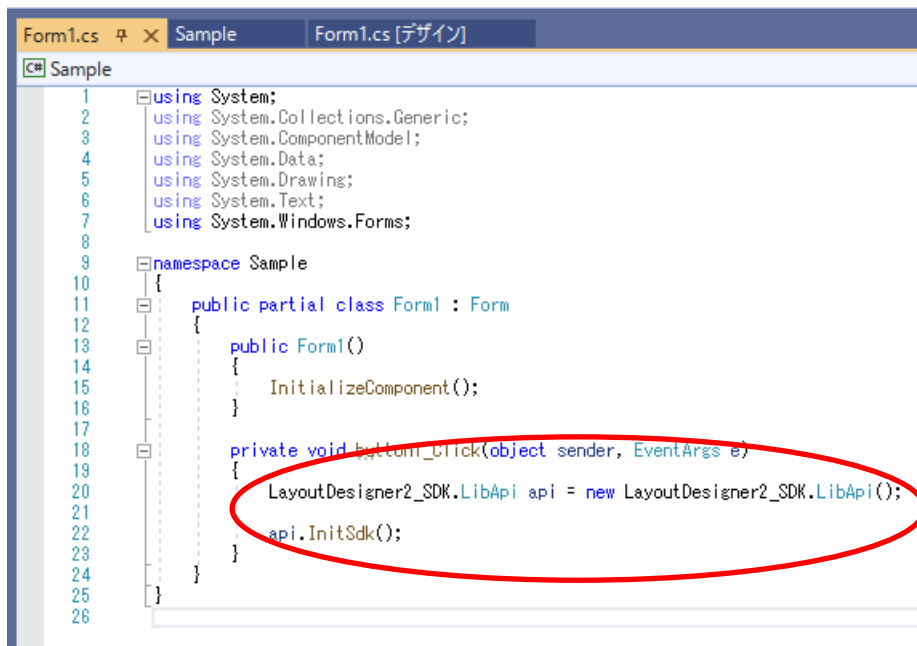 Form1.cs Sample Form1.cs [デザイン]
C# Sample
1 using System;
2 using System.Collections.Generic;
3 using System.ComponentModel;
4 using System.Data;
5 using System.Drawing;
6 using System.Text;
7 using System.Windows.Forms;
8
9 namespace Sample
10 {
11 public partial class Form1 : Form
12 {
13 public Form1()
14 {
15 InitializeComponent();
16 }
17
18 private void button1_Click(object sender, EventArgs e)
19 {
20 LayoutDesigner2_SDK.LibApi api = new LayoutDesigner2_SDK.LibApi();
21
22 api.InitSdk();
23 }
24 }
25 }
26